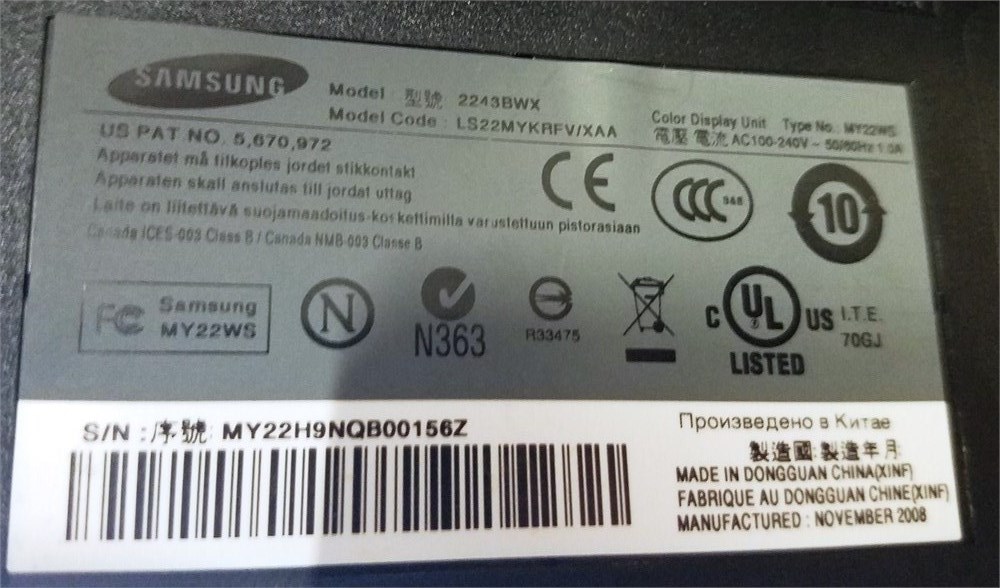 SAMSUNG
Model : 型號 2243BWX
Model Code : LS22MYKRFV/XAA
Color Display Unit Type No. MY22WS
電壓 電流 AC100-240V ~ 50/60Hz 1.0A
US PAT NO. 5,670,972
Apparatet må tilkoples jordet stikkontakt
Apparaten skall anslutas till jordat uttag
Laite on liitettävä suojamaadoitus-koskettimilla varustettuun pistorasiaan
Canada ICES-003 Class B / Canada NMB-003 Classe B
CE
CCC S&E
10
FC Samsung
MY22WS
N
N363
R33475
C UL US
LISTED
I.T.E.
70GJ
S/N : 序號: MY22H9NQB00156Z
Произведено в Китае
製造國: 製造年月
MADE IN DONGGUAN CHINA(XINF)
FABRIQUE AU DONGGUAN CHINE(XINF)
MANUFACTURED : NOVEMBER 2008